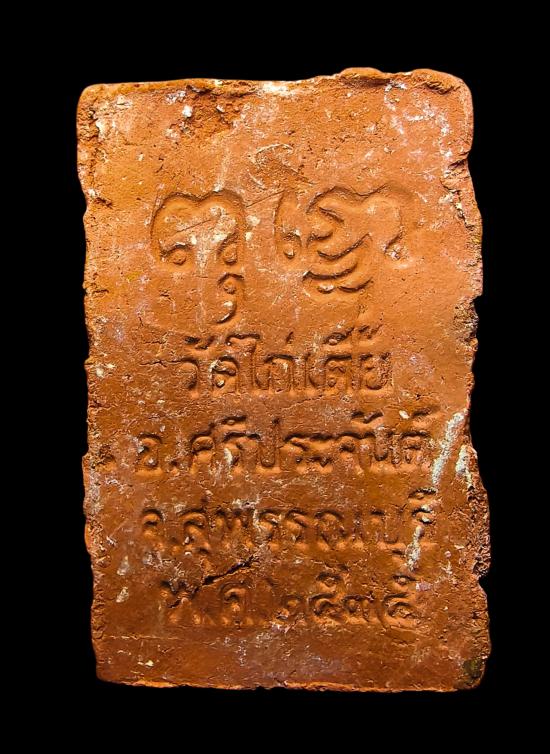 วัดไก่เตี้ย
อ.ศรีประจันต์
จ.สุพรรณบุรี
พ.ศ.๒๕๓๕